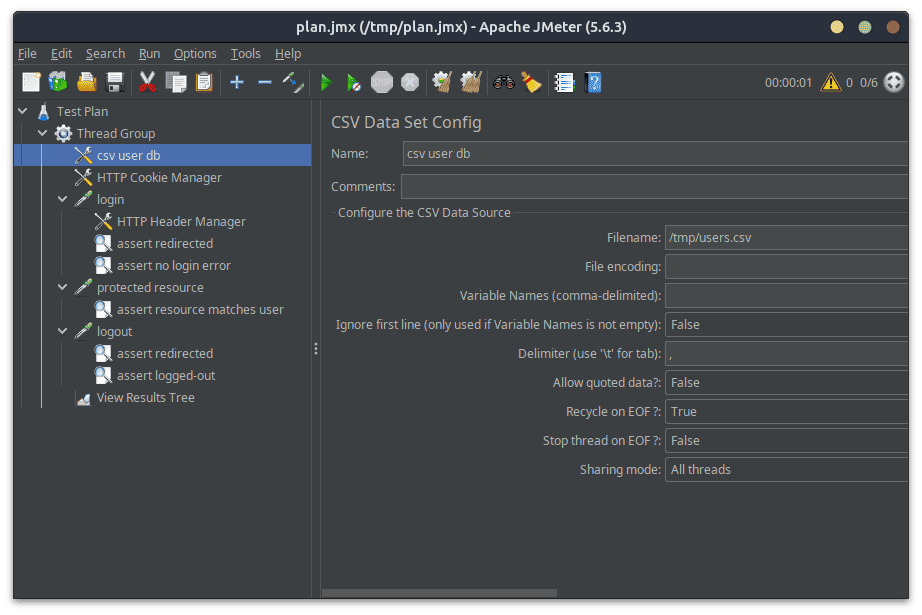 plan.jmx (/tmp/plan.jmx) - Apache JMeter (5.6.3)
File Edit Search Run Options Tools Help
00:00:01 0 0/6
Test Plan
Thread Group
csv user db
HTTP Cookie Manager
login
HTTP Header Manager
assert redirected
assert no login error
protected resource
assert resource matches user
logout
assert redirected
assert logged-out
View Results Tree
CSV Data Set Config
Name: csv user db
Comments:
Configure the CSV Data Source
Filename: /tmp/users.csv
File encoding:
Variable Names (comma-delimited):
Ignore first line (only used if Variable Names is not empty): False
Delimiter (use '\t' for tab): ,
Allow quoted data?: False
Recycle on EOF ?: True
Stop thread on EOF ?: False
Sharing mode: All threads